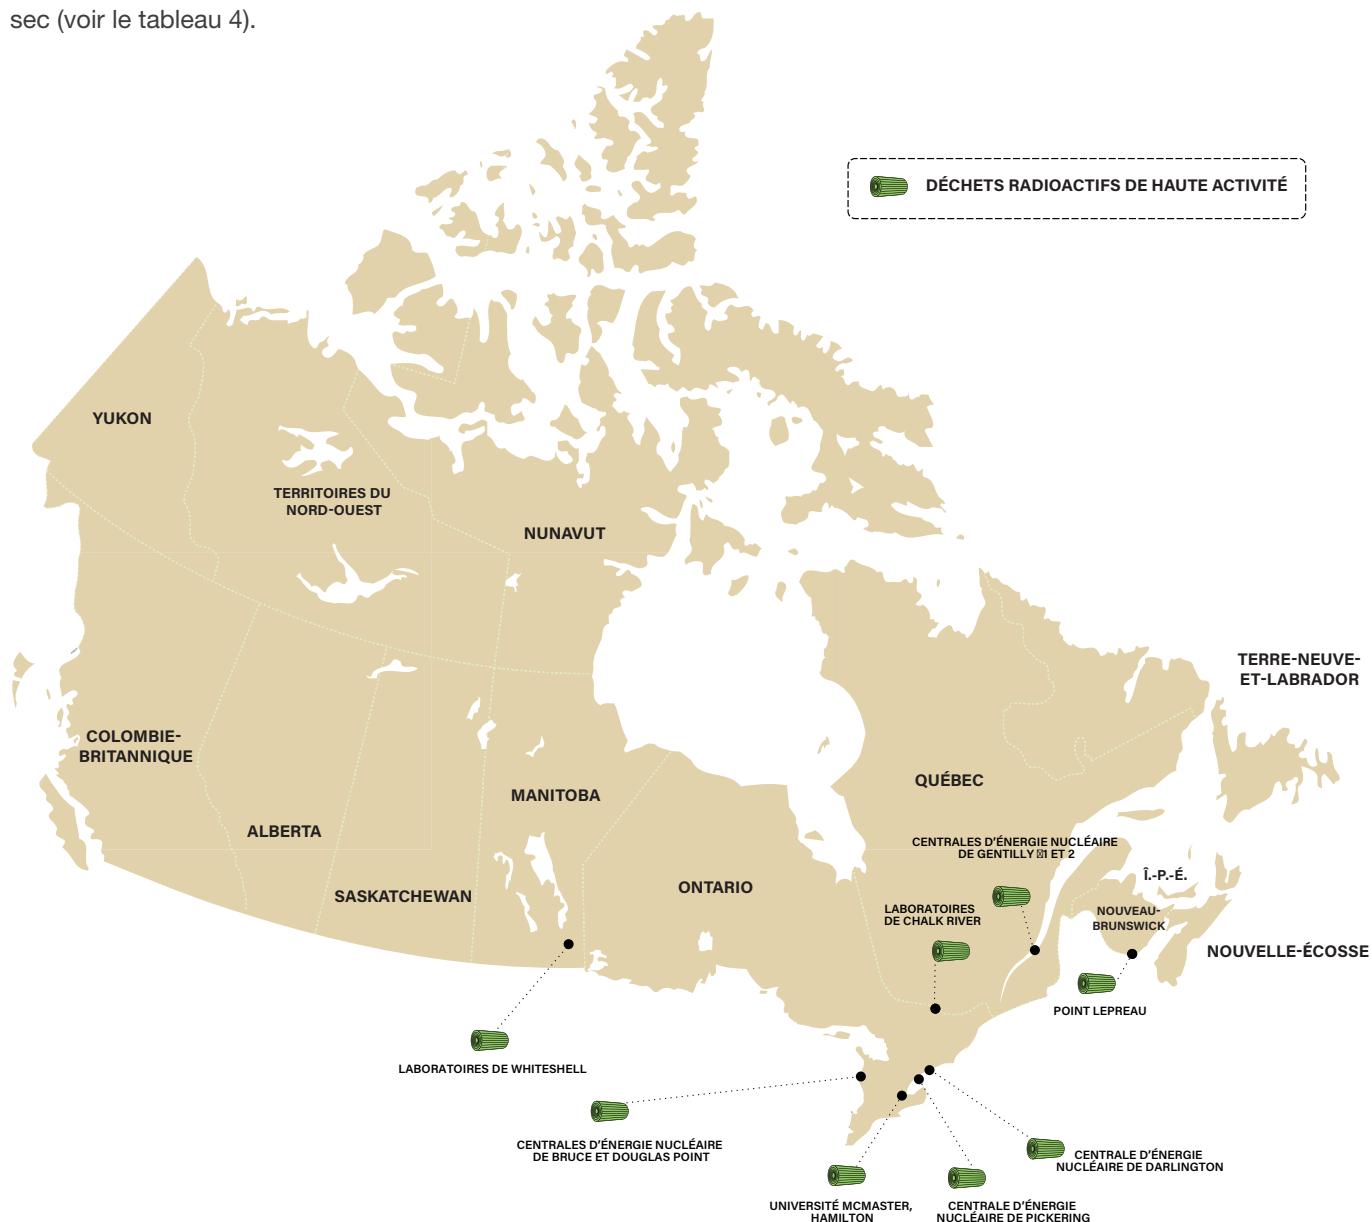 sec (voir le tableau 4).
DÉCHETS RADIOACTIFS DE HAUTE ACTIVITÉ
YUKON
TERRITOIRES DU
NORD-OUEST
NUNAVUT
TERRE-NEUVE-
ET-LABRADOR
COLOMBIE-
BRITANNIQUE
QUÉBEC
MANITOBA
ALBERTA
CENTRALES D'ÉNERGIE NUCLÉAIRE
DE GENTILLY 1 ET 2
Î.-P.-É.
ONTARIO
SASKATCHEWAN
LABORATOIRES
DE CHALK RIVER
NOUVEAU-
BRUNSWICK
NOUVELLE-ÉCOSSE
POINT LEPREAU
LABORATOIRES DE WHITESHELL
CENTRALES D'ÉNERGIE NUCLÉAIRE
DE BRUCE ET DOUGLAS POINT
CENTRALE D'ÉNERGIE
NUCLÉAIRE DE DARLINGTON
UNIVERSITÉ MCMASTER,
HAMILTON
CENTRALE D'ÉNERGIE
NUCLÉAIRE DE PICKERING